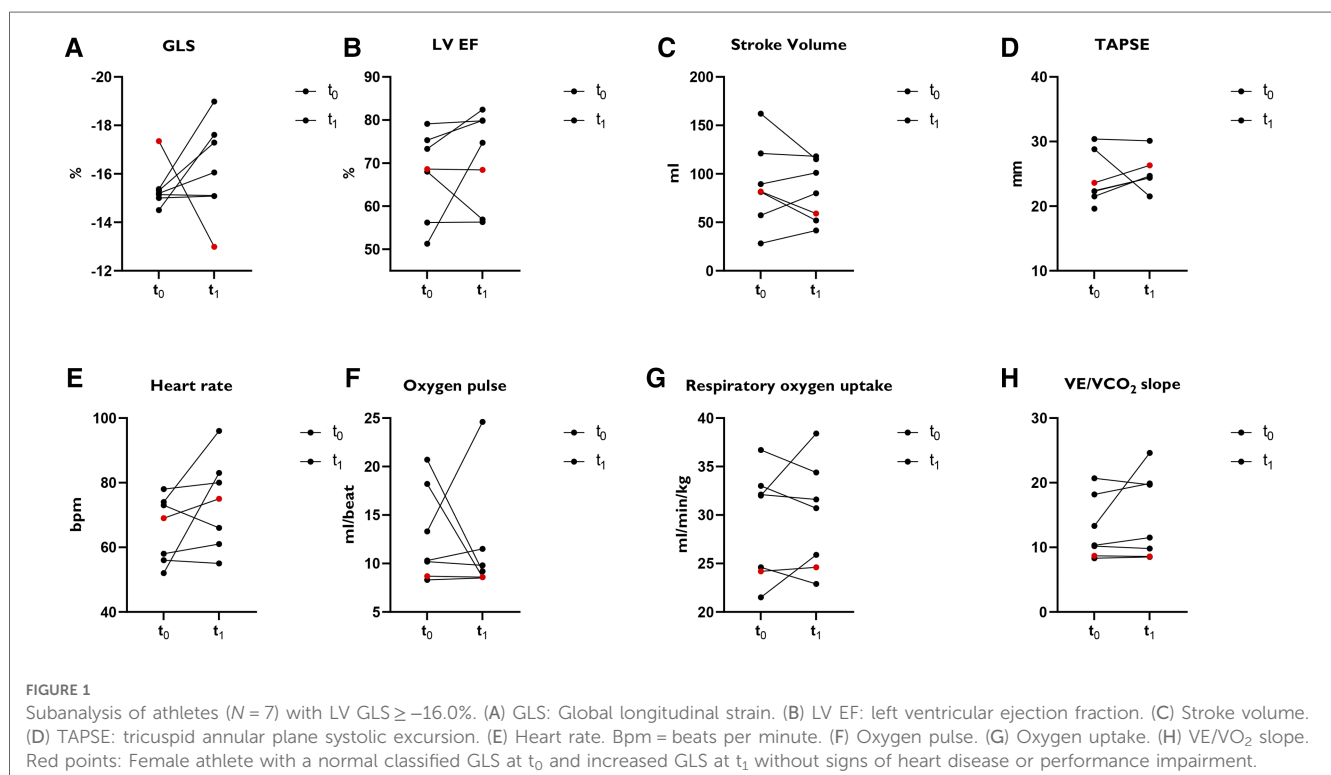 A GLS
-20
-18
-16
-14
-12
%
t₀ t₁
t₀
t₁
B LV EF
90
80
70
60
50
%
t₀ t₁
t₀
t₁
C Stroke Volume
200
150
100
50
0
ml
t₀ t₁
t₀
t₁
D TAPSE
40
30
20
10
mm
t₀ t₁
t₀
t₁
E Heart rate
100
80
60
40
bpm
t₀ t₁
t₀
t₁
F Oxygen pulse
25
20
15
10
5
ml/beat
t₀ t₁
t₀
t₁
G Respiratory oxygen uptake
40
35
30
25
20
ml/min/kg
t₀ t₁
t₀
t₁
H VE/VCO₂ slope
30
20
10
0
t₀ t₁
t₀
t₁
FIGURE 1
Subanalysis of athletes (N = 7) with LV GLS ≥ −16.0%. (A) GLS: Global longitudinal strain. (B) LV EF: left ventricular ejection fraction. (C) Stroke volume.
(D) TAPSE: tricuspid annular plane systolic excursion. (E) Heart rate. Bpm = beats per minute. (F) Oxygen pulse. (G) Oxygen uptake. (H) VE/VO₂ slope.
Red points: Female athlete with a normal classified GLS at t₀ and increased GLS at t₁ without signs of heart disease or performance impairment.